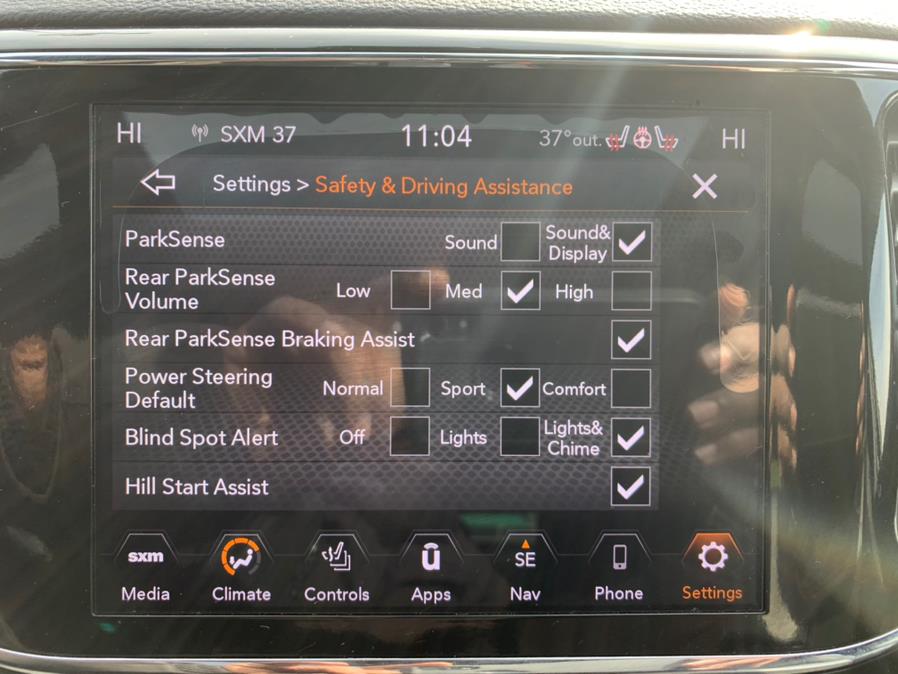 HI SXM 37 11:04 37° out. HI
Settings > Safety & Driving Assistance
ParkSense Sound Sound& Display
Rear ParkSense Volume Low Med High
Rear ParkSense Braking Assist
Power Steering Default Normal Sport Comfort
Blind Spot Alert Off Lights Lights& Chime
Hill Start Assist
sxm û SE
Media Climate Controls Apps Nav Phone Settings